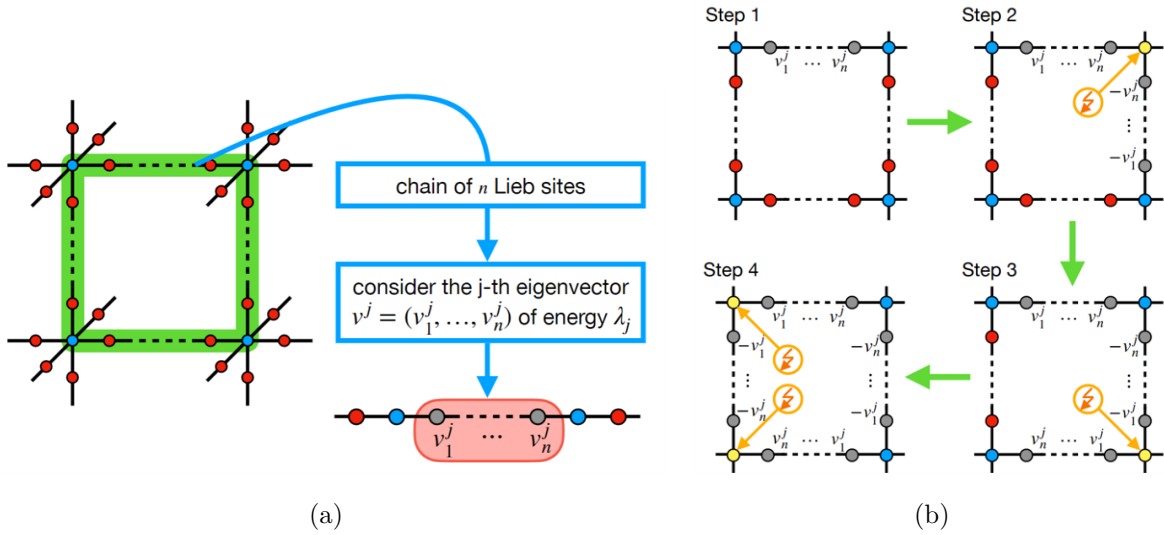 chain of n Lieb sites
consider the j-th eigenvector
v^j = (v_1^j, …, v_n^j) of energy λ_j
v_1^j … v_n^j
(a)
Step 1
v_1^j … v_n^j
Step 2
v_1^j … v_n^j
−v_n^j
⋮
−v_1^j
Step 4
v_1^j … v_n^j
−v_1^j
−v_n^j
⋮
⋮
−v_n^j
−v_1^j
v_n^j … v_1^j
Step 3
v_1^j … v_n^j
−v_n^j
⋮
−v_1^j
v_n^j … v_1^j
(b)